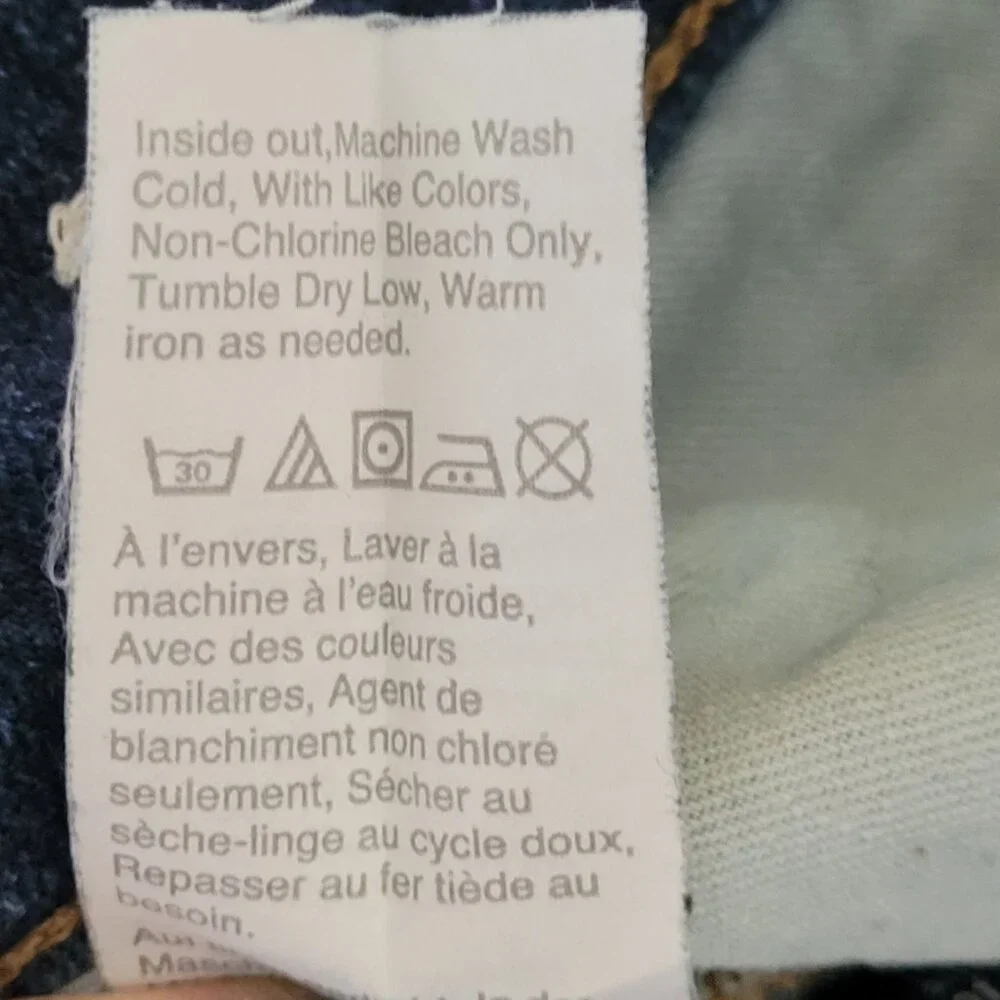 Inside out,Machine Wash
Cold, With Like Colors,
Non-Chlorine Bleach Only,
Tumble Dry Low, Warm
iron as needed.
30
À l'envers, Laver à la
machine à l'eau froide,
Avec des couleurs
similaires, Agent de
blanchiment non chloré
seulement, Sécher au
sèche-linge au cycle doux,
Repasser au fer tiède au
besoin.